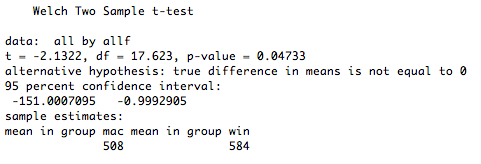 Welch Two Sample t-test
data:  all by allf
t = -2.1322, df = 17.623, p-value = 0.04733
alternative hypothesis: true difference in means is not equal to 0
95 percent confidence interval:
 -151.0007095   -0.9992905
sample estimates:
mean in group mac mean in group win
              508               584